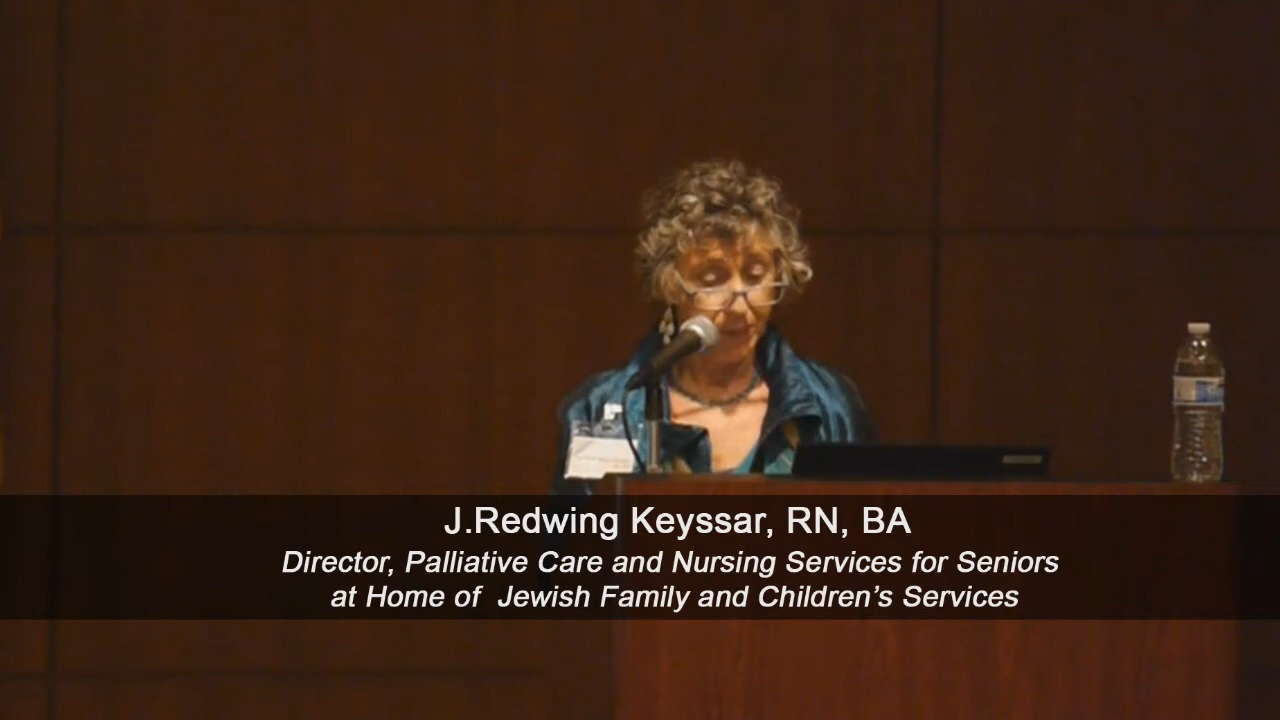 J.Redwing Keyssar, RN, BA
Director, Palliative Care and Nursing Services for Seniors
at Home of Jewish Family and Children’s Services